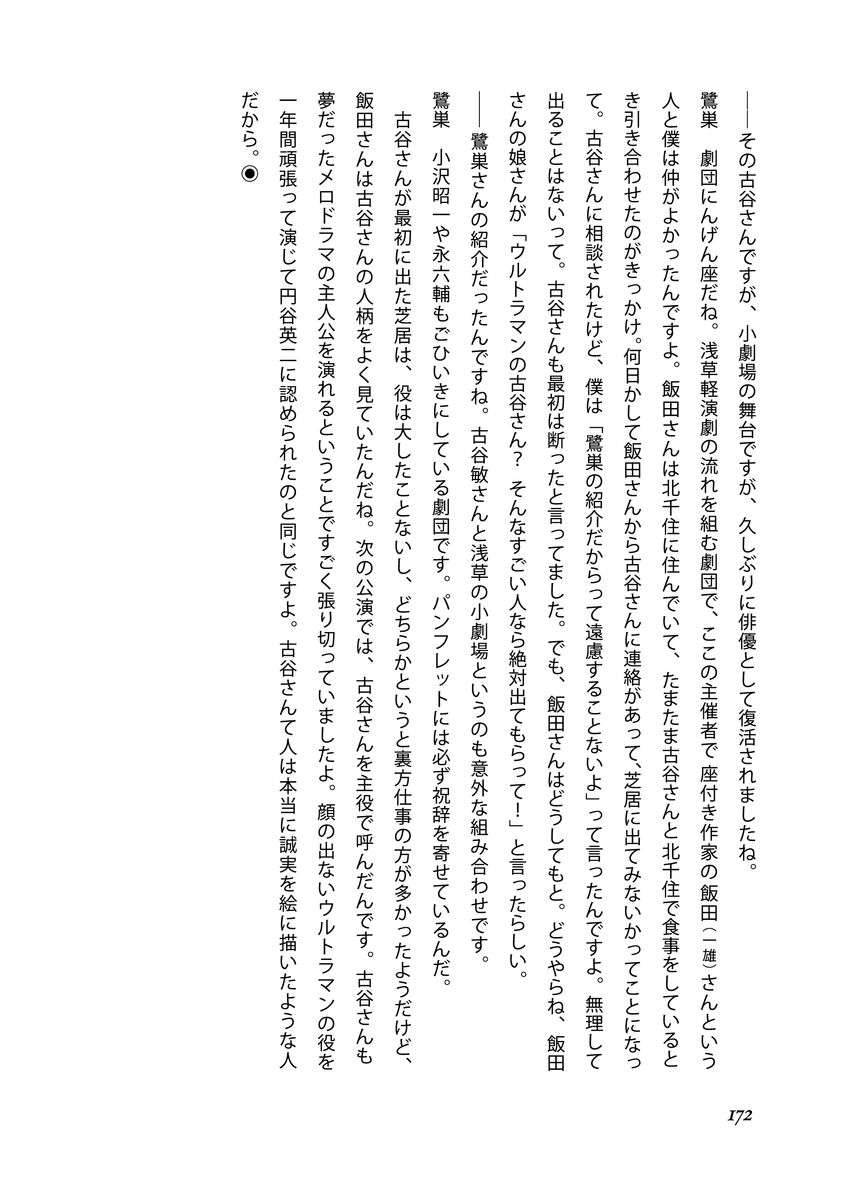 ――その古谷さんですが、小劇場の舞台ですが、久しぶりに俳優として復活されましたね。
鷺巣　劇団にんげん座だね。浅草軽演劇の流れを組む劇団で、ここの主催者で座付き作家の飯田（一雄）さんという
人と僕は仲がよかったんですよ。飯田さんは北千住に住んでいて、たまたま古谷さんと北千住で食事をしていると
き引き合わせたのがきっかけ。何日かして飯田さんから古谷さんに連絡があって、芝居に出てみないかってことになっ
て。古谷さんに相談されたけど、僕は「鷺巣の紹介だからって遠慮することないよ」って言ったんですよ。無理して
出ることはないって。古谷さんも最初は断ったと言ってました。でも、飯田さんはどうしてもと。どうやらね、飯田
さんの娘さんが「ウルトラマンの古谷さん？　そんなすごい人なら絶対出てもらって！」と言ったらしい。
――鷺巣さんの紹介だったんですね。古谷敏さんと浅草の小劇場というのも意外な組み合わせです。
鷺巣　小沢昭一や永六輔もごひいきにしている劇団です。パンフレットには必ず祝辞を寄せているんだ。
　古谷さんが最初に出た芝居は、役は大したことないし、どちらかというと裏方仕事の方が多かったようだけど、
飯田さんは古谷さんの人柄をよく見ていたんだね。次の公演では、古谷さんを主役で呼んだんです。古谷さんも
夢だったメロドラマの主人公を演れるということですごく張り切っていましたよ。顔の出ないウルトラマンの役を
一年間頑張って演じて円谷英二に認められたのと同じですよ。古谷さんて人は本当に誠実を絵に描いたような人
だから。◉
172